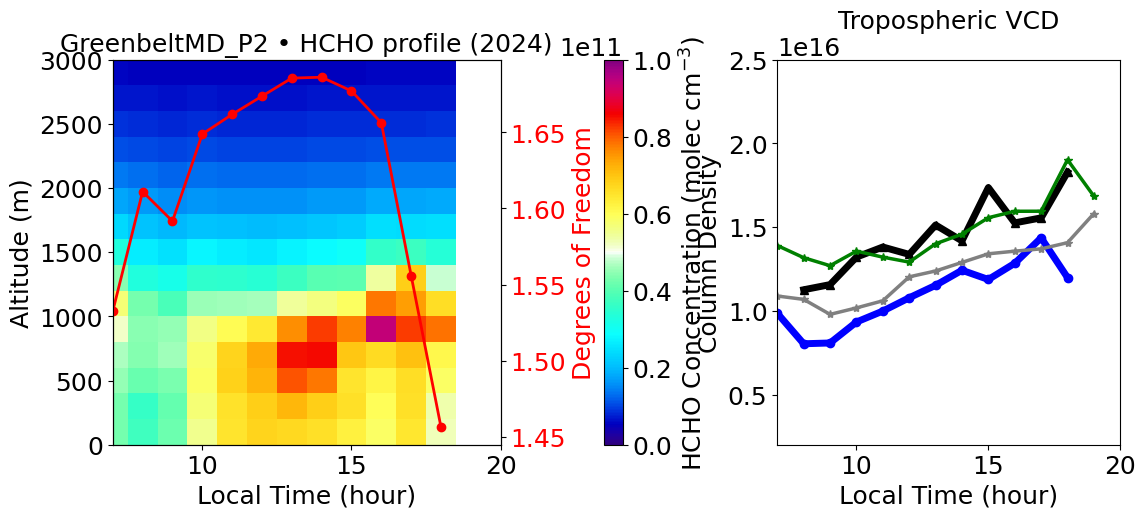 GreenbeltMD_P2 • HCHO profile (2024)
1e11
3000
2500
2000
1500
1000
500
0
Altitude (m)
10
15
20
Local Time (hour)
1.65
1.60
1.55
1.50
1.45
Degrees of Freedom
1.0
0.8
0.6
0.4
0.2
0.0
HCHO Concentration (molec cm⁻³)
Tropospheric VCD
1e16
2.5
2.0
1.5
1.0
0.5
Column Density
10
15
20
Local Time (hour)